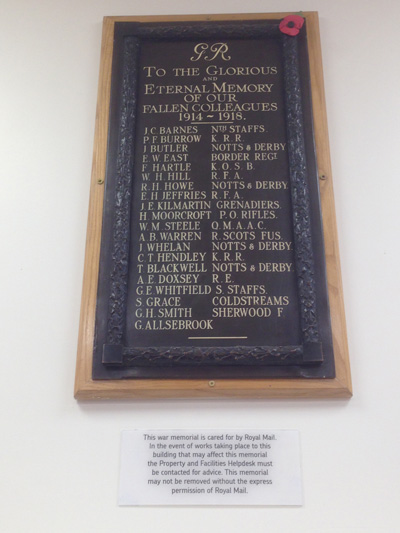 GR
TO THE GLORIOUS
AND
ETERNAL MEMORY
OF OUR
FALLEN COLLEAGUES
1914 ~ 1918.
J. C. BARNES NTH STAFFS.
P. F. BURROW K. R. R.
J. BUTLER NOTTS & DERBY
E. W. EAST BORDER REGT
F. HARTLE K. O. S. B.
W. H. HILL R. F. A.
R. H. HOWE NOTTS & DERBY
E. H. JEFFRIES R. F. A.
J. E. KILMARTIN GRENADIERS.
H. MOORCROFT P. O. RIFLES.
W. M. STEELE Q. M. A. A. C.
A. B. WARREN R. SCOTS FUS.
J. WHELAN NOTTS & DERBY
C. T. HENDLEY K. R. R.
T. BLACKWELL NOTTS & DERBY
A. E. DOXSEY R. E.
G. E. WHITFIELD S. STAFFS.
S. GRACE COLDSTREAMS
G. H. SMITH SHERWOOD F.
G. ALLSEBROOK
This war memorial is cared for by Royal Mail.
In the event of works taking place to this
building that may affect this memorial
the Property and Facilities Helpdesk must
be contacted for advice. This memorial
may not be removed without the express
permission of Royal Mail.